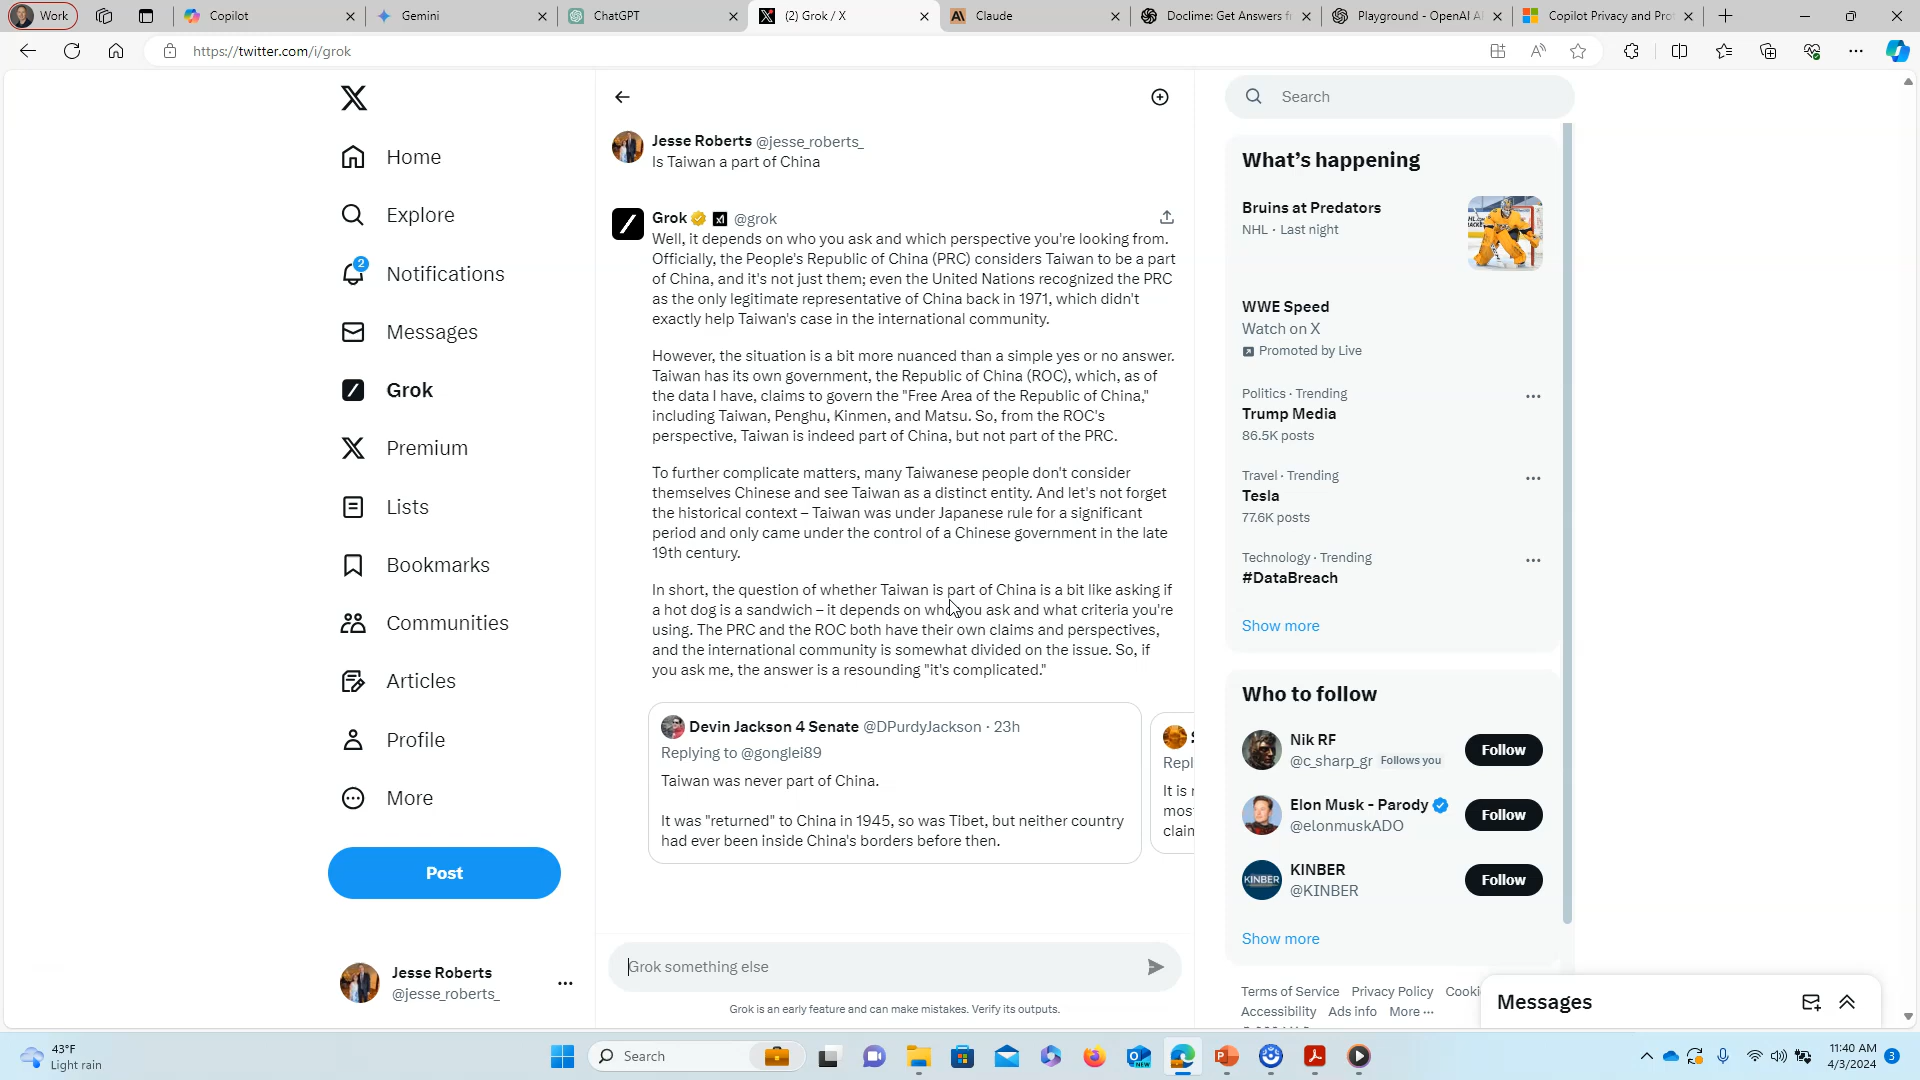 Work
Copilot
Gemini
ChatGPT
(2) Grok / X
Claude
Doclime: Get Answers f
Playground - OpenAI A
Copilot Privacy and Pro
https://twitter.com/i/grok
Home
Explore
2
Notifications
Messages
Grok
Premium
Lists
Bookmarks
Communities
Articles
Profile
More
Post
Jesse Roberts
@jesse_roberts_
Jesse Roberts @jesse_roberts_
Is Taiwan a part of China
Grok @grok
Well, it depends on who you ask and which perspective you're looking from.
Officially, the People's Republic of China (PRC) considers Taiwan to be a part
of China, and it's not just them; even the United Nations recognized the PRC
as the only legitimate representative of China back in 1971, which didn't
exactly help Taiwan's case in the international community.
However, the situation is a bit more nuanced than a simple yes or no answer.
Taiwan has its own government, the Republic of China (ROC), which, as of
the data I have, claims to govern the "Free Area of the Republic of China,"
including Taiwan, Penghu, Kinmen, and Matsu. So, from the ROC's
perspective, Taiwan is indeed part of China, but not part of the PRC.
To further complicate matters, many Taiwanese people don't consider
themselves Chinese and see Taiwan as a distinct entity. And let's not forget
the historical context – Taiwan was under Japanese rule for a significant
period and only came under the control of a Chinese government in the late
19th century.
In short, the question of whether Taiwan is part of China is a bit like asking if
a hot dog is a sandwich – it depends on who you ask and what criteria you're
using. The PRC and the ROC both have their own claims and perspectives,
and the international community is somewhat divided on the issue. So, if
you ask me, the answer is a resounding "it's complicated."
Devin Jackson 4 Senate @DPurdyJackson · 23h
Replying to @gonglei89
Taiwan was never part of China.
It was "returned" to China in 1945, so was Tibet, but neither country
had ever been inside China's borders before then.
Repl
It is
mos
claim
Grok something else
Grok is an early feature and can make mistakes. Verify its outputs.
Search
What's happening
Bruins at Predators
NHL · Last night
WWE Speed
Watch on X
Promoted by Live
Politics · Trending
Trump Media
86.5K posts
Travel · Trending
Tesla
77.6K posts
Technology · Trending
#DataBreach
Show more
Who to follow
Nik RF
@c_sharp_gr Follows you
Follow
Elon Musk - Parody
@elonmuskADO
Follow
KINBER
KINBER
@KINBER
Follow
Show more
Terms of Service Privacy Policy Cooki
Accessibility Ads info More ···
Messages
43°F
Light rain
Search
11:40 AM
4/3/2024
3